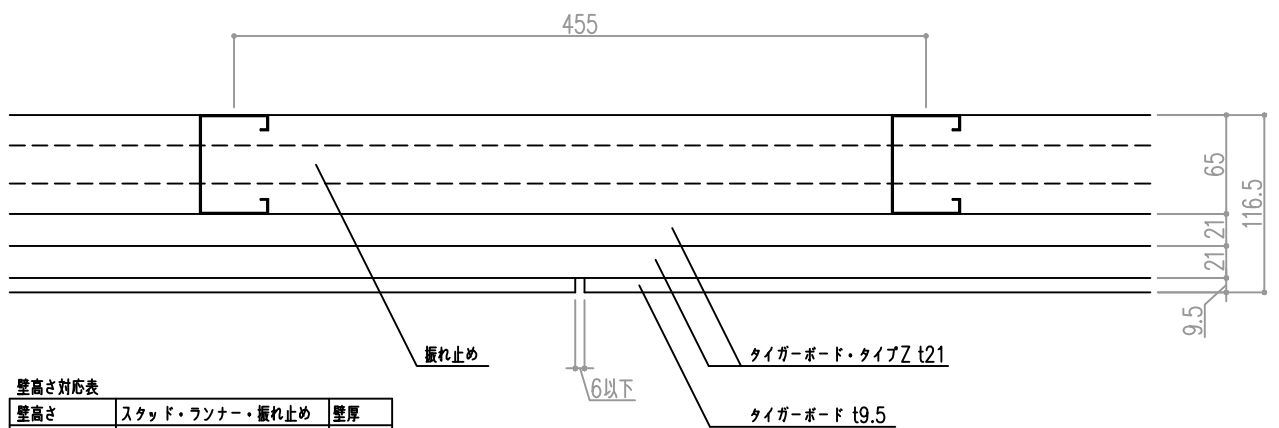 455
65
21
21
116.5
9.5
振れ止め
タイガーボード・タイプZ t21
6以下
タイガーボード t9.5
壁高さ対応表
壁高さ スタッド・ランナー・振れ止め 壁厚